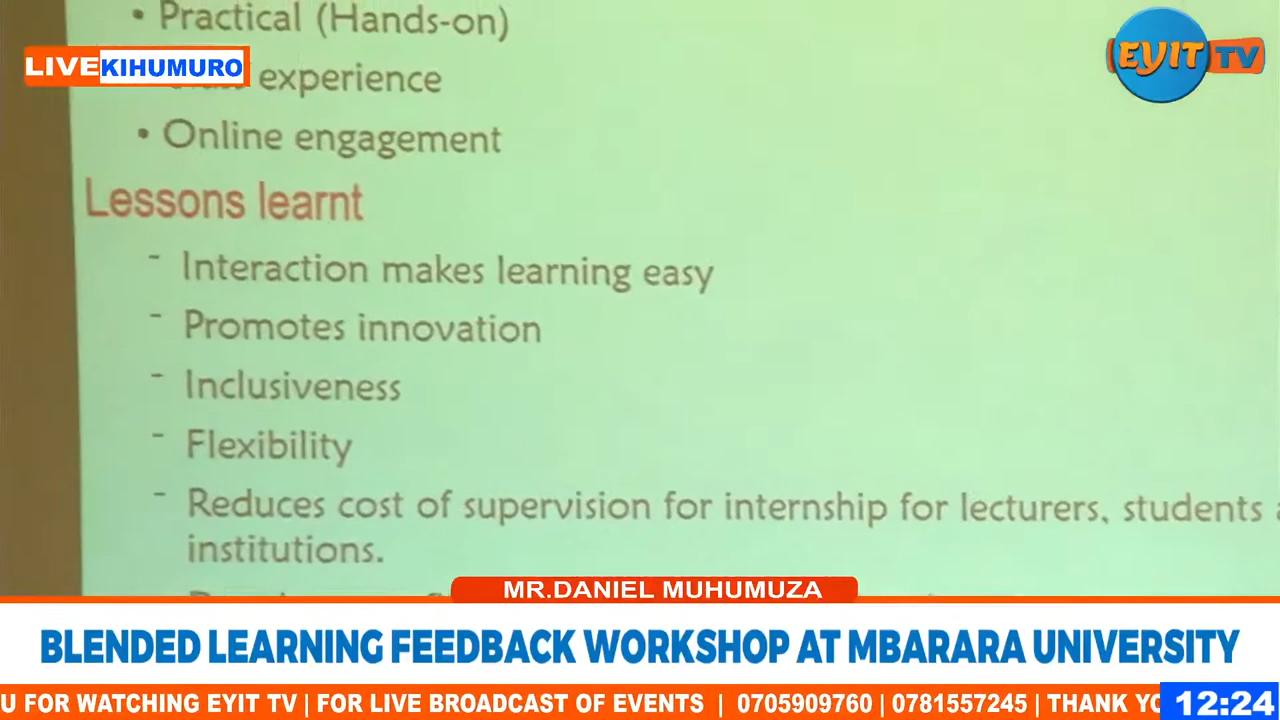 • Practical (Hands-on)
LIVE KIHUMURO
EYIT TV
experience
• Online engagement
Lessons learnt
- Interaction makes learning easy
- Promotes innovation
- Inclusiveness
- Flexibility
- Reduces cost of supervision for internship for lecturers, students
institutions.
MR.DANIEL MUHUMUZA
BLENDED LEARNING FEEDBACK WORKSHOP AT MBARARA UNIVERSITY
U FOR WATCHING EYIT TV | FOR LIVE BROADCAST OF EVENTS | 0705909760 | 0781557245 | THANK YO
12:24